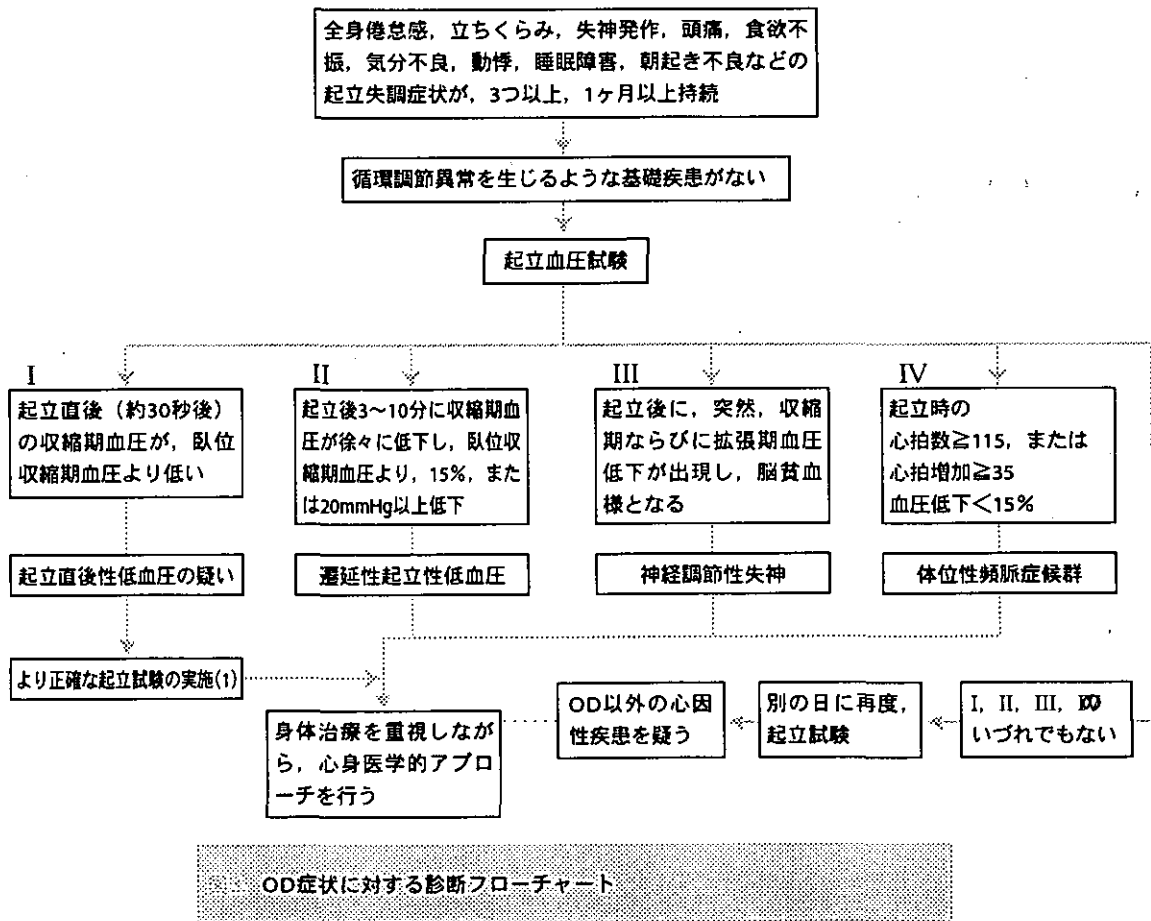 全身倦怠感，立ちくらみ，失神発作，頭痛，食欲不
振，気分不良，動悸，睡眠障害，朝起き不良などの
起立失調症状が，3つ以上，1ヶ月以上持続
循環調節異常を生じるような基礎疾患がない
起立血圧試験
I
起立直後（約30秒後）
の収縮期血圧が，臥位
収縮期血圧より低い
II
起立後3～10分に収縮期血
圧が徐々に低下し，臥位収
縮期血圧より，15%，また
は20mmHg以上低下
III
起立後に，突然，収縮
期ならびに拡張期血圧
低下が出現し，脳貧血
様となる
IV
起立時の
心拍数≧115，または
心拍増加≧35
血圧低下＜15%
起立直後性低血圧の疑い
遷延性起立性低血圧
神経調節性失神
体位性頻脈症候群
より正確な起立試験の実施(1)
身体治療を重視しなが
ら，心身医学的アプロ
ーチを行う
OD以外の心因
性疾患を疑う
別の日に再度，
起立試験
I，II，III，
いづれでもない
OD症状に対する診断フローチャート